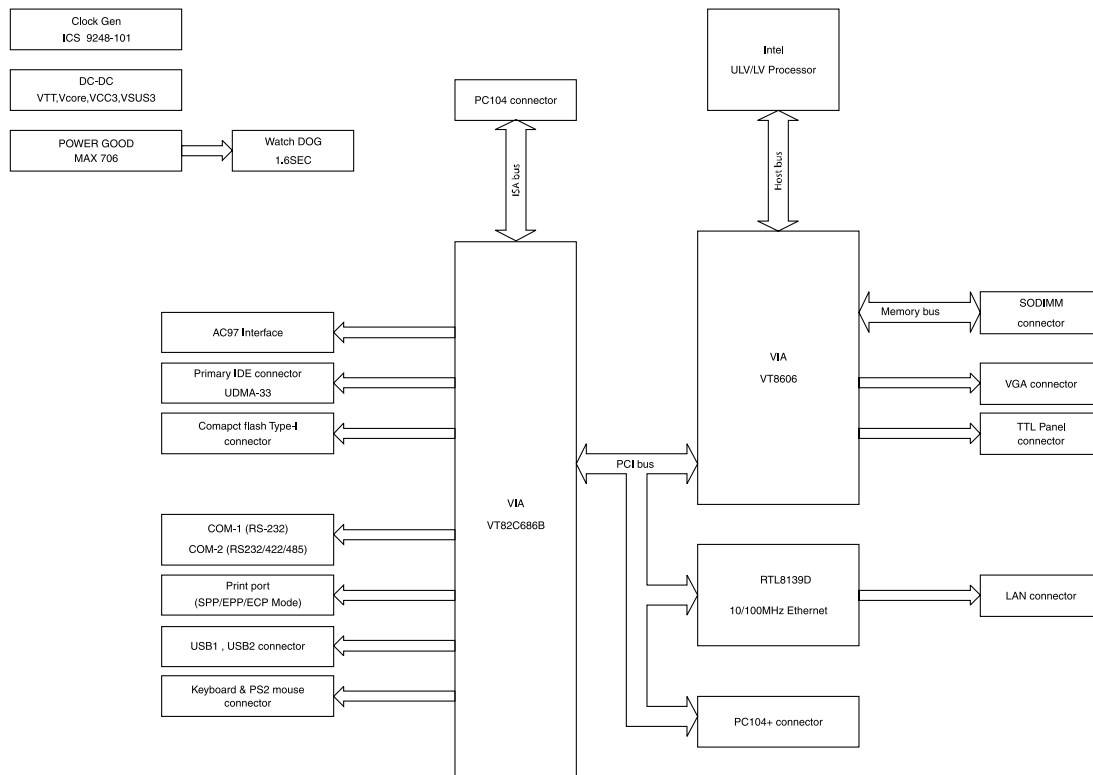 Clock Gen
ICS 9248-101
DC-DC
VTT,Vcore,VCC3,VSUS3
POWER GOOD
MAX 706
Watch DOG
1.6SEC
PC104 connector
ISA bus
Intel
ULV/LV Processor
Host bus
AC97 Interface
Primary IDE connector
UDMA-33
Comapct flash Type-I
connector
COM-1 (RS-232)
COM-2 (RS232/422/485)
Print port
(SPP/EPP/ECP Mode)
USB1 , USB2 connector
Keyboard & PS2 mouse
connector
VIA
VT82C686B
PCI bus
VIA
VT8606
Memory bus
SODIMM
connector
VGA connector
TTL Panel
connector
RTL8139D
10/100MHz Ethernet
LAN connector
PC104+ connector